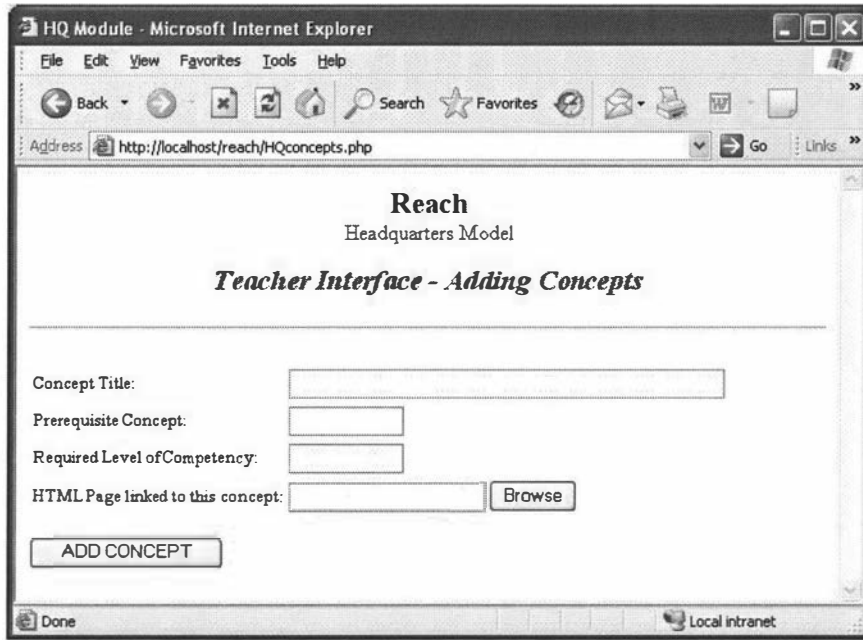 HQ Module - Microsoft Internet Explorer
File Edit View Favorites Tools Help
Back Search Favorites »
Address http://localhost/reach/HQconcepts.php Go Links »
Reach
Headquarters Model
Teacher Interface - Adding Concepts
Concept Title:
Prerequisite Concept:
Required Level of Competency:
HTML Page linked to this concept: Browse
ADD CONCEPT
Done Local intranet